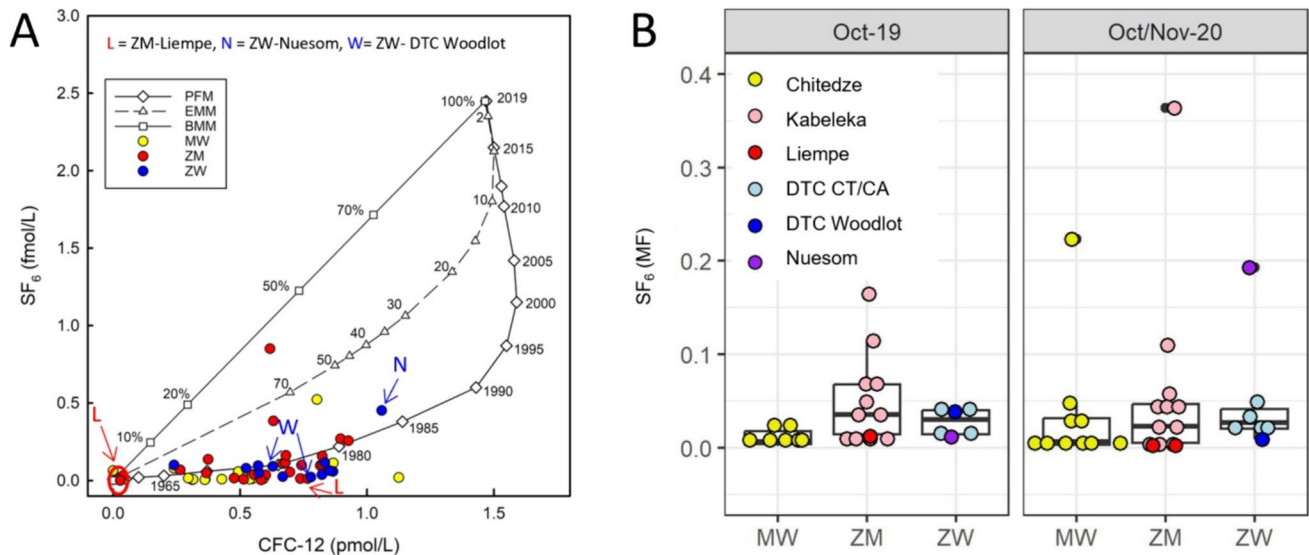 A
L = ZM-Liempe, N = ZW-Nuesom, W= ZW- DTC Woodlot
PFM
EMM
BMM
MW
ZM
ZW
SF6 (fmol/L)
3.0
2.5
2.0
1.5
1.0
0.5
0.0
0.0
0.5
1.0
1.5
CFC-12 (pmol/L)
100%
70%
50%
20%
10%
2
10
20
30
40
50
70
2019
2015
2010
2005
2000
1995
1990
1985
1980
1965
N
W
L
L
B
Oct-19
Oct/Nov-20
Chitedze
Kabeleka
Liempe
DTC CT/CA
DTC Woodlot
Nuesom
SF6 (MF)
0.4
0.3
0.2
0.1
0.0
MW
ZM
ZW
MW
ZM
ZW